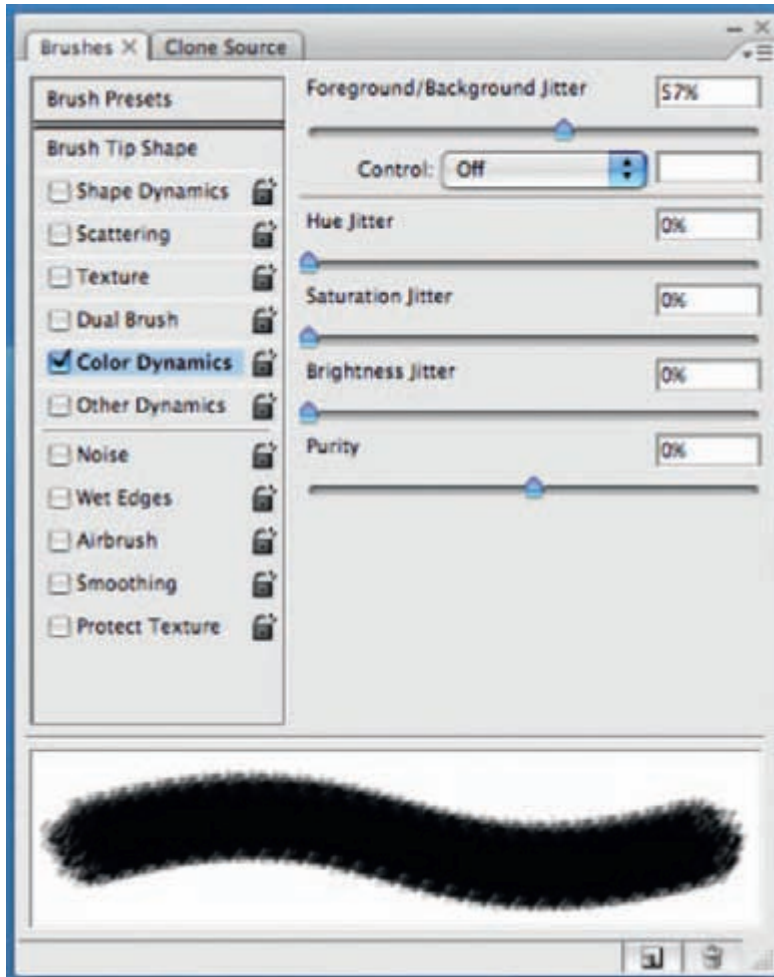 Brushes Clone Source
Brush Presets
Brush Tip Shape
Shape Dynamics
Scattering
Texture
Dual Brush
Color Dynamics
Other Dynamics
Noise
Wet Edges
Airbrush
Smoothing
Protect Texture
Foreground/Background Jitter 57%
Control: Off
Hue Jitter 0%
Saturation Jitter 0%
Brightness Jitter 0%
Purity 0%